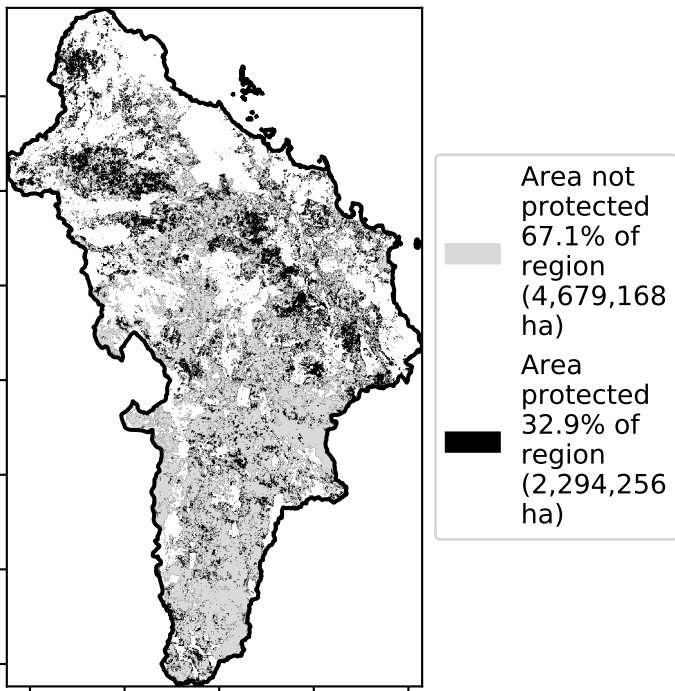 Area not
protected
67.1% of
region
(4,679,168
ha)
Area
protected
32.9% of
region
(2,294,256
ha)